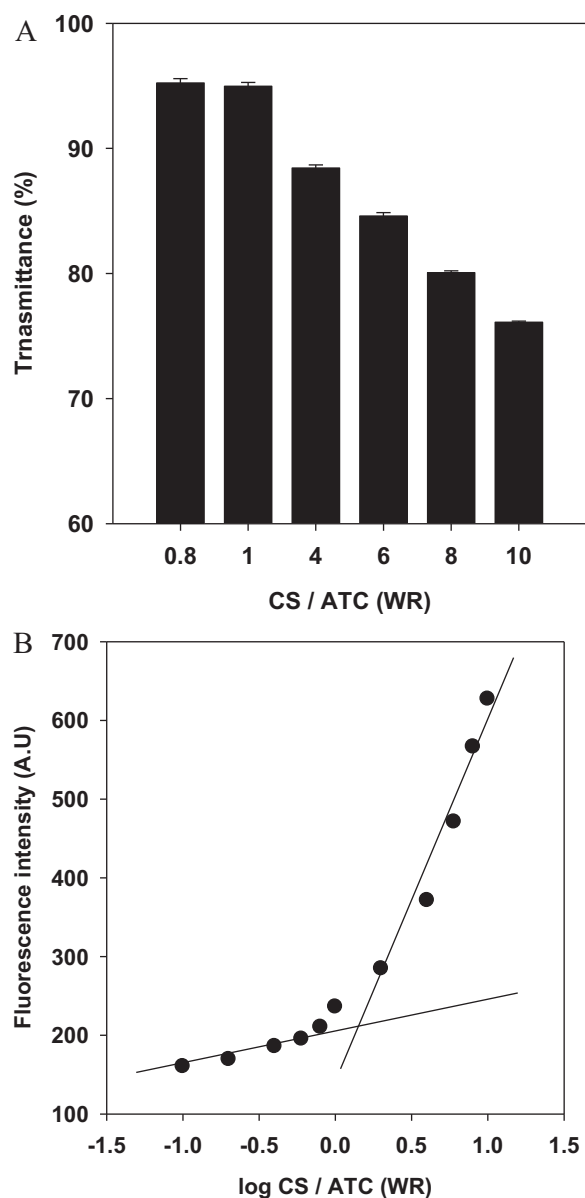 A
100
90
80
70
60
Trnasmittance (%)
0.8 1 4 6 8 10
CS / ATC (WR)
B
700
600
500
400
300
200
100
Fluorescence intensity (A.U)
-1.5 -1.0 -0.5 0.0 0.5 1.0 1.5
log CS / ATC (WR)